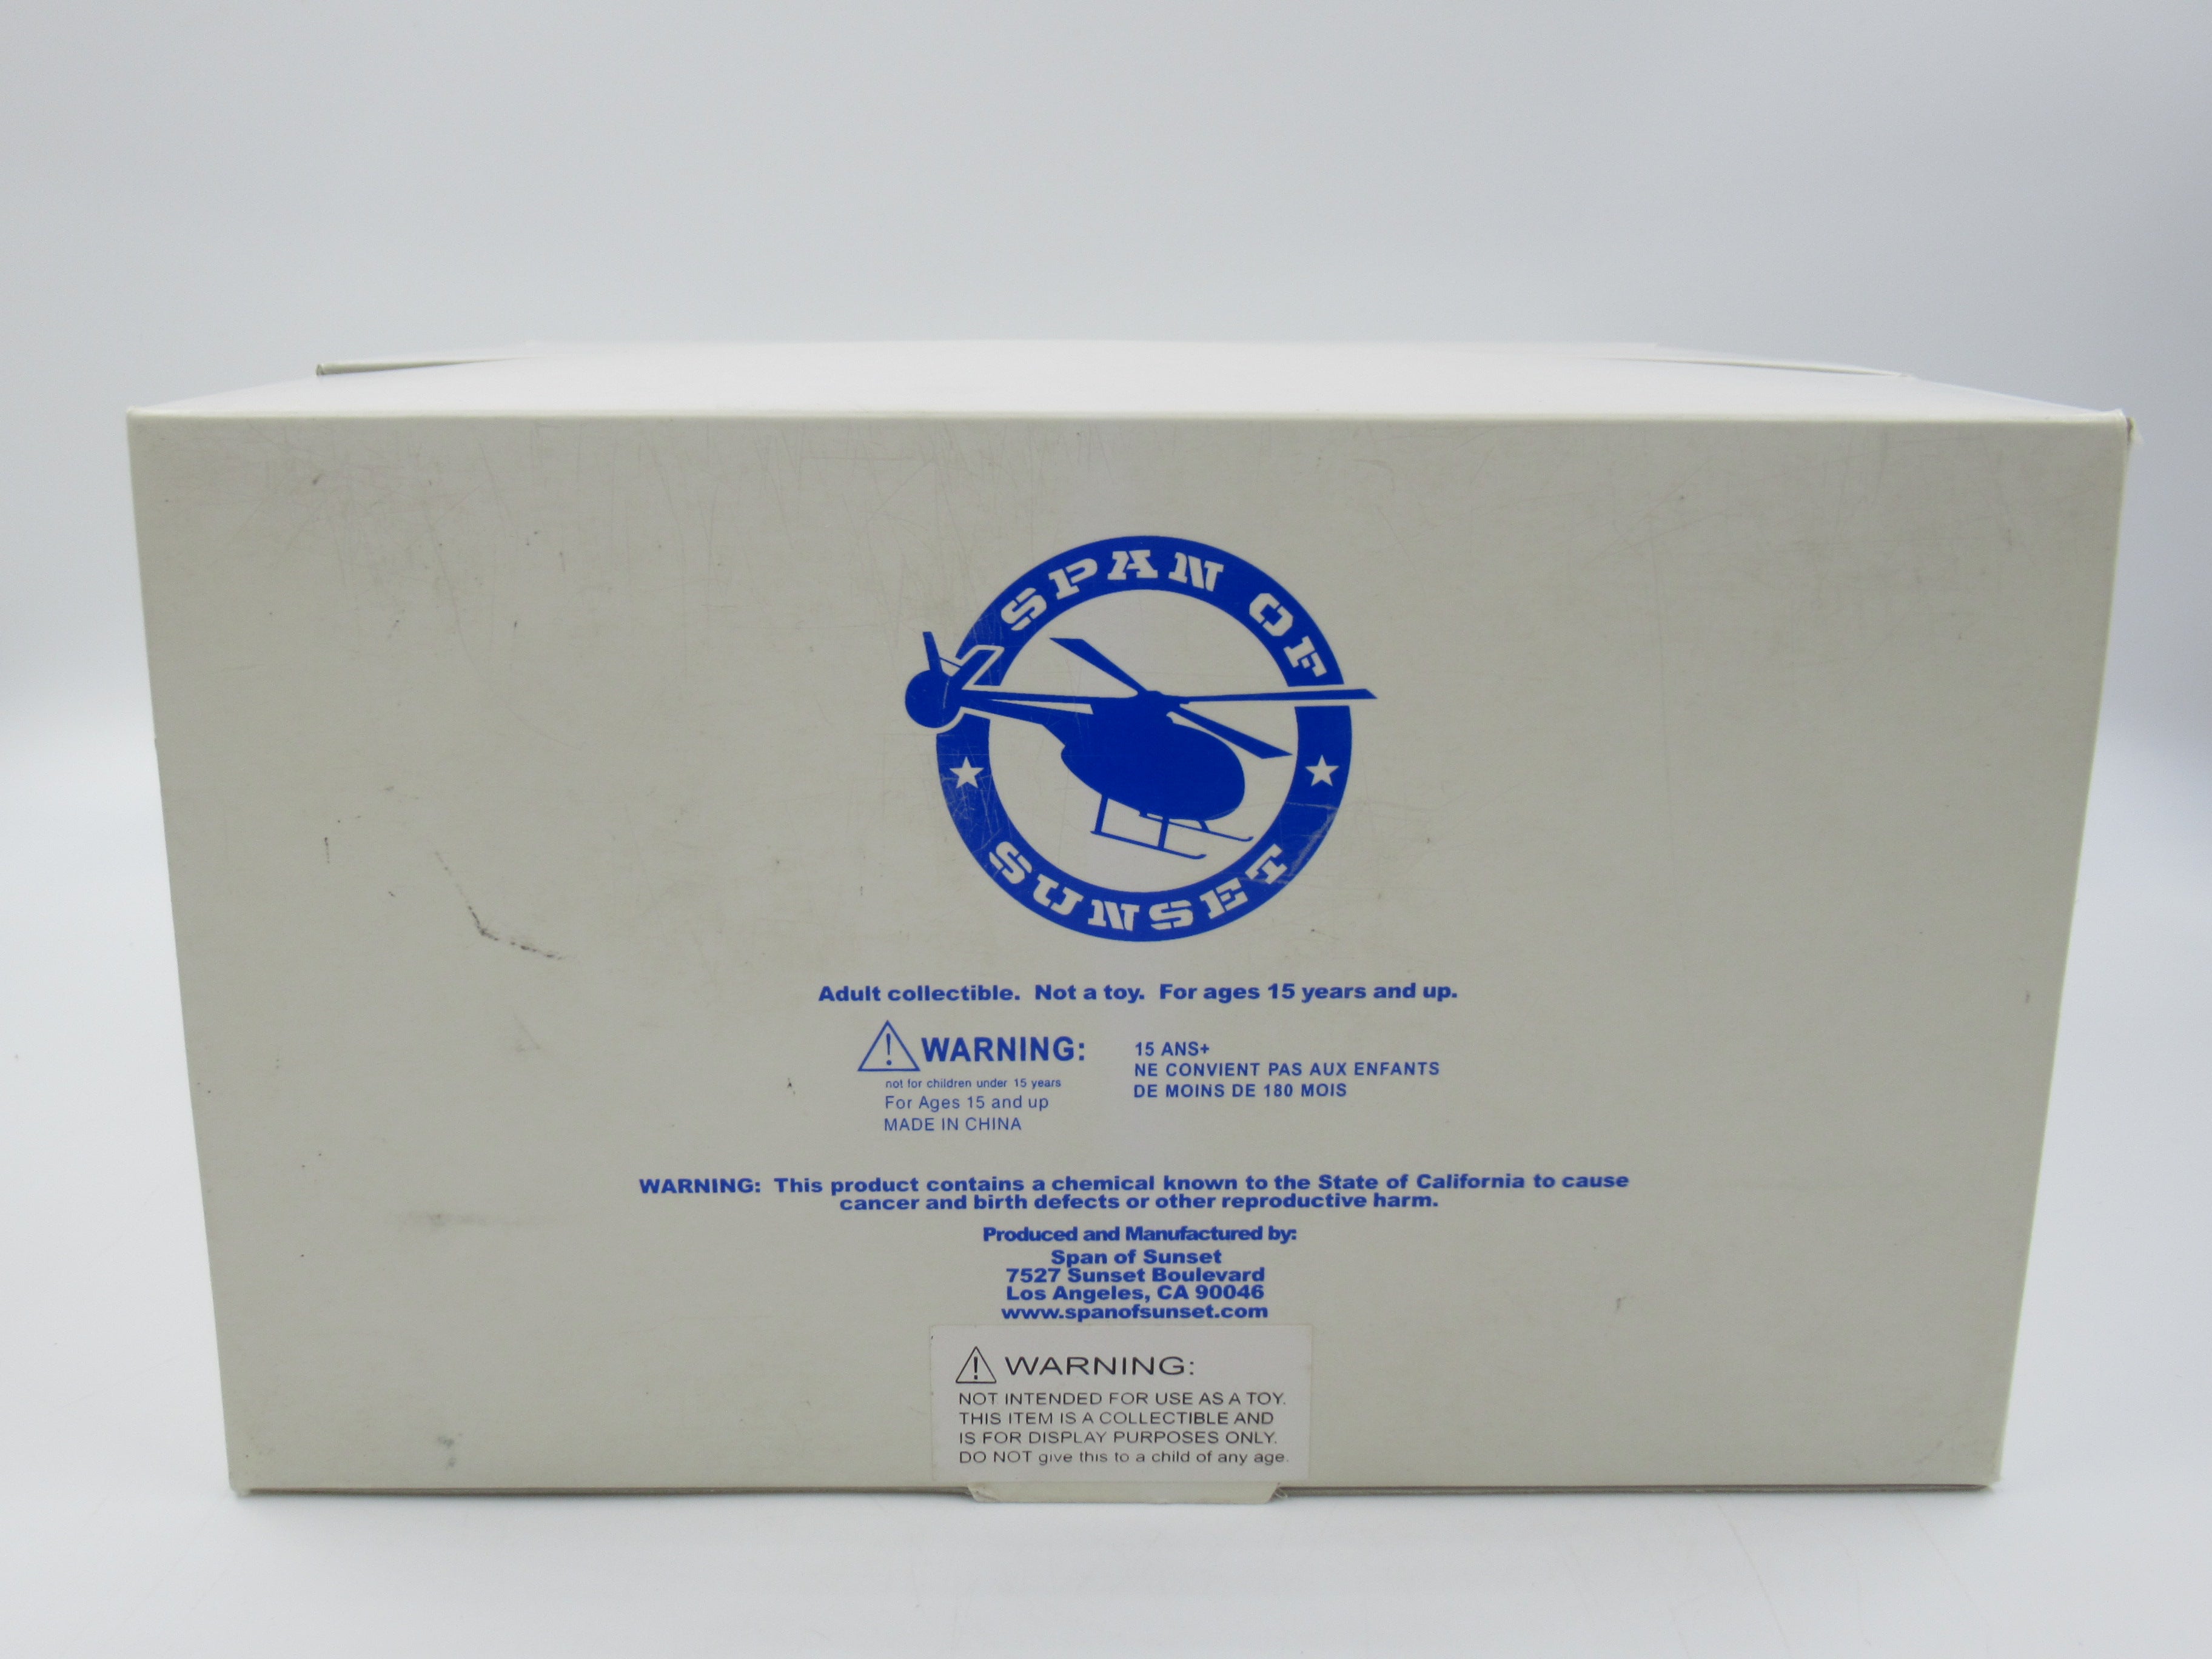 SPAN OF
SUNSET
Adult collectible. Not a toy. For ages 15 years and up.
WARNING:
not for children under 15 years
For Ages 15 and up
MADE IN CHINA
15 ANS+
NE CONVIENT PAS AUX ENFANTS
DE MOINS DE 180 MOIS
WARNING: This product contains a chemical known to the State of California to cause
cancer and birth defects or other reproductive harm.
Produced and Manufactured by:
Span of Sunset
7527 Sunset Boulevard
Los Angeles, CA 90046
www.spanofsunset.com
WARNING:
NOT INTENDED FOR USE AS A TOY.
THIS ITEM IS A COLLECTIBLE AND
IS FOR DISPLAY PURPOSES ONLY.
DO NOT give this to a child of any age.